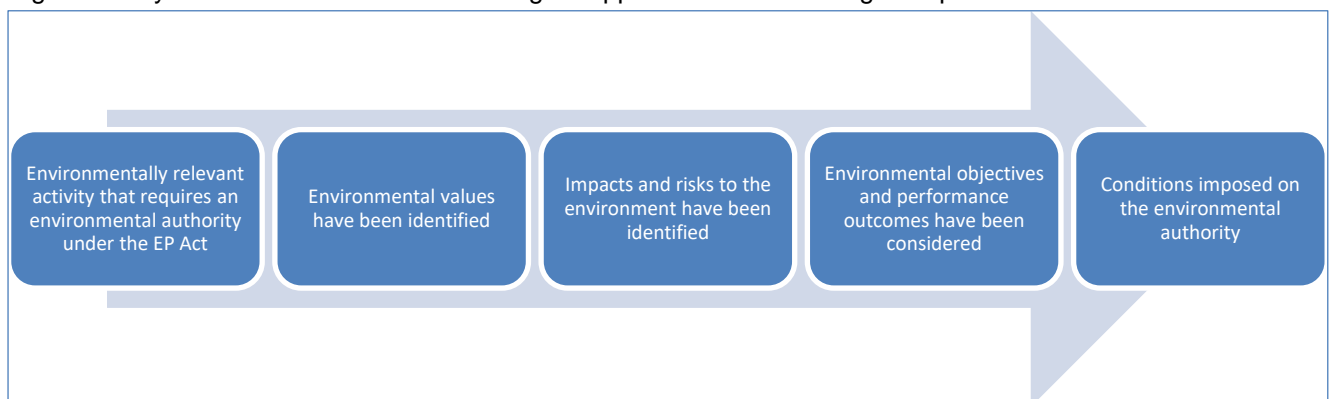 Environmentally relevant
activity that requires an
environmental authority
under the EP Act
Environmental values
have been identified
Impacts and risks to the
environment have been
identified
Environmental objectives
and performance
outcomes have been
considered
Conditions imposed on
the environmental
authority